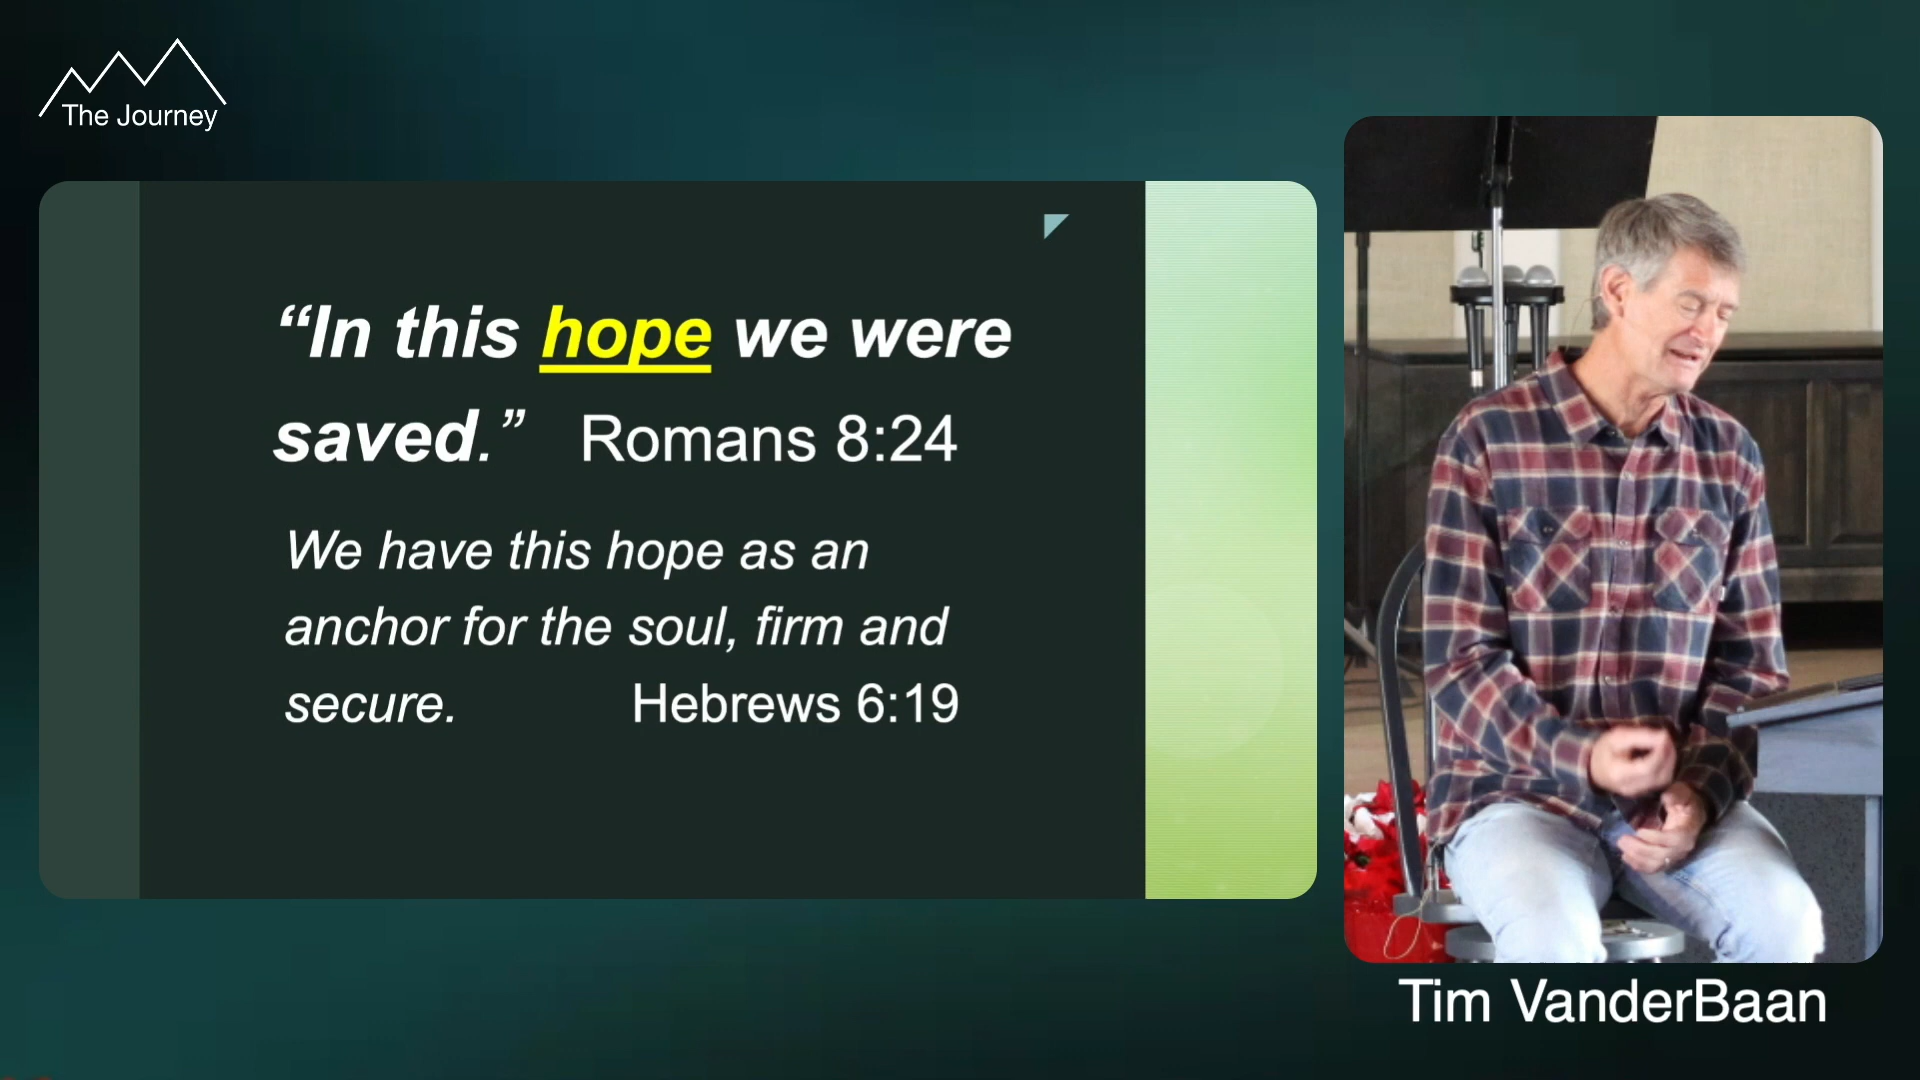 The Journey
“In this hope we were
saved.” Romans 8:24
We have this hope as an
anchor for the soul, firm and
secure. Hebrews 6:19
Tim VanderBaan